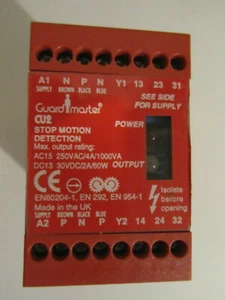 A1 N P N Y1 13 23 31
SUPPLY BROWN BLACK BLUE
SEE SIDE
FOR SUPPLY
Guardmaster
CU2
POWER
STOP MOTION
DETECTION
Max. output rating:
AC15 250VAC/4A/1000VA
DC13 30VDC/2A/60W
OUTPUT
CE
EN60204-1, EN 292, EN 954-1
Made in the UK
Isolate
before
opening
SUPPLY BROWN BLACK BLUE
A2 P N P Y2 14 24 32